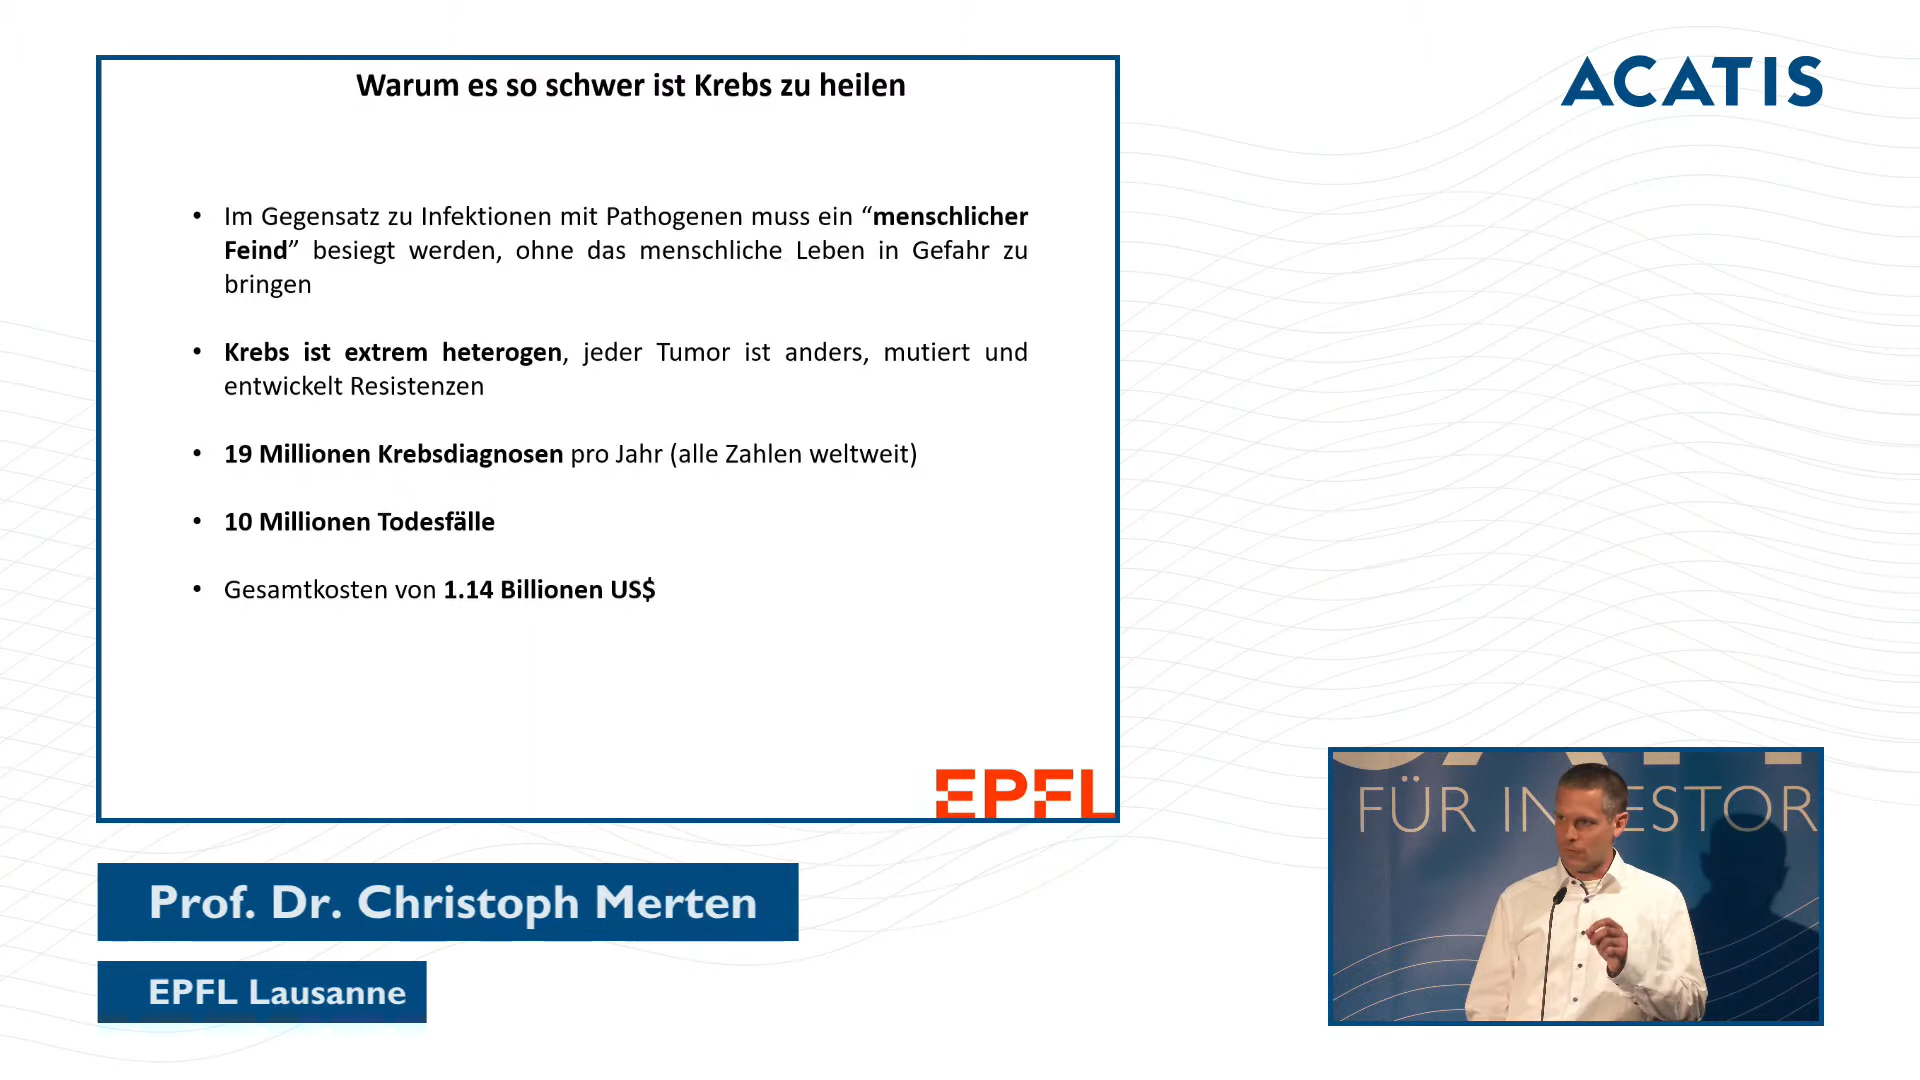 Warum es so schwer ist Krebs zu heilen
ACATIS
• Im Gegensatz zu Infektionen mit Pathogenen muss ein “menschlicher
Feind” besiegt werden, ohne das menschliche Leben in Gefahr zu
bringen
• Krebs ist extrem heterogen, jeder Tumor ist anders, mutiert und
entwickelt Resistenzen
• 19 Millionen Krebsdiagnosen pro Jahr (alle Zahlen weltweit)
• 10 Millionen Todesfälle
• Gesamtkosten von 1.14 Billionen US$
EPFL
FÜR IN ESTOR
Prof. Dr. Christoph Merten
EPFL Lausanne